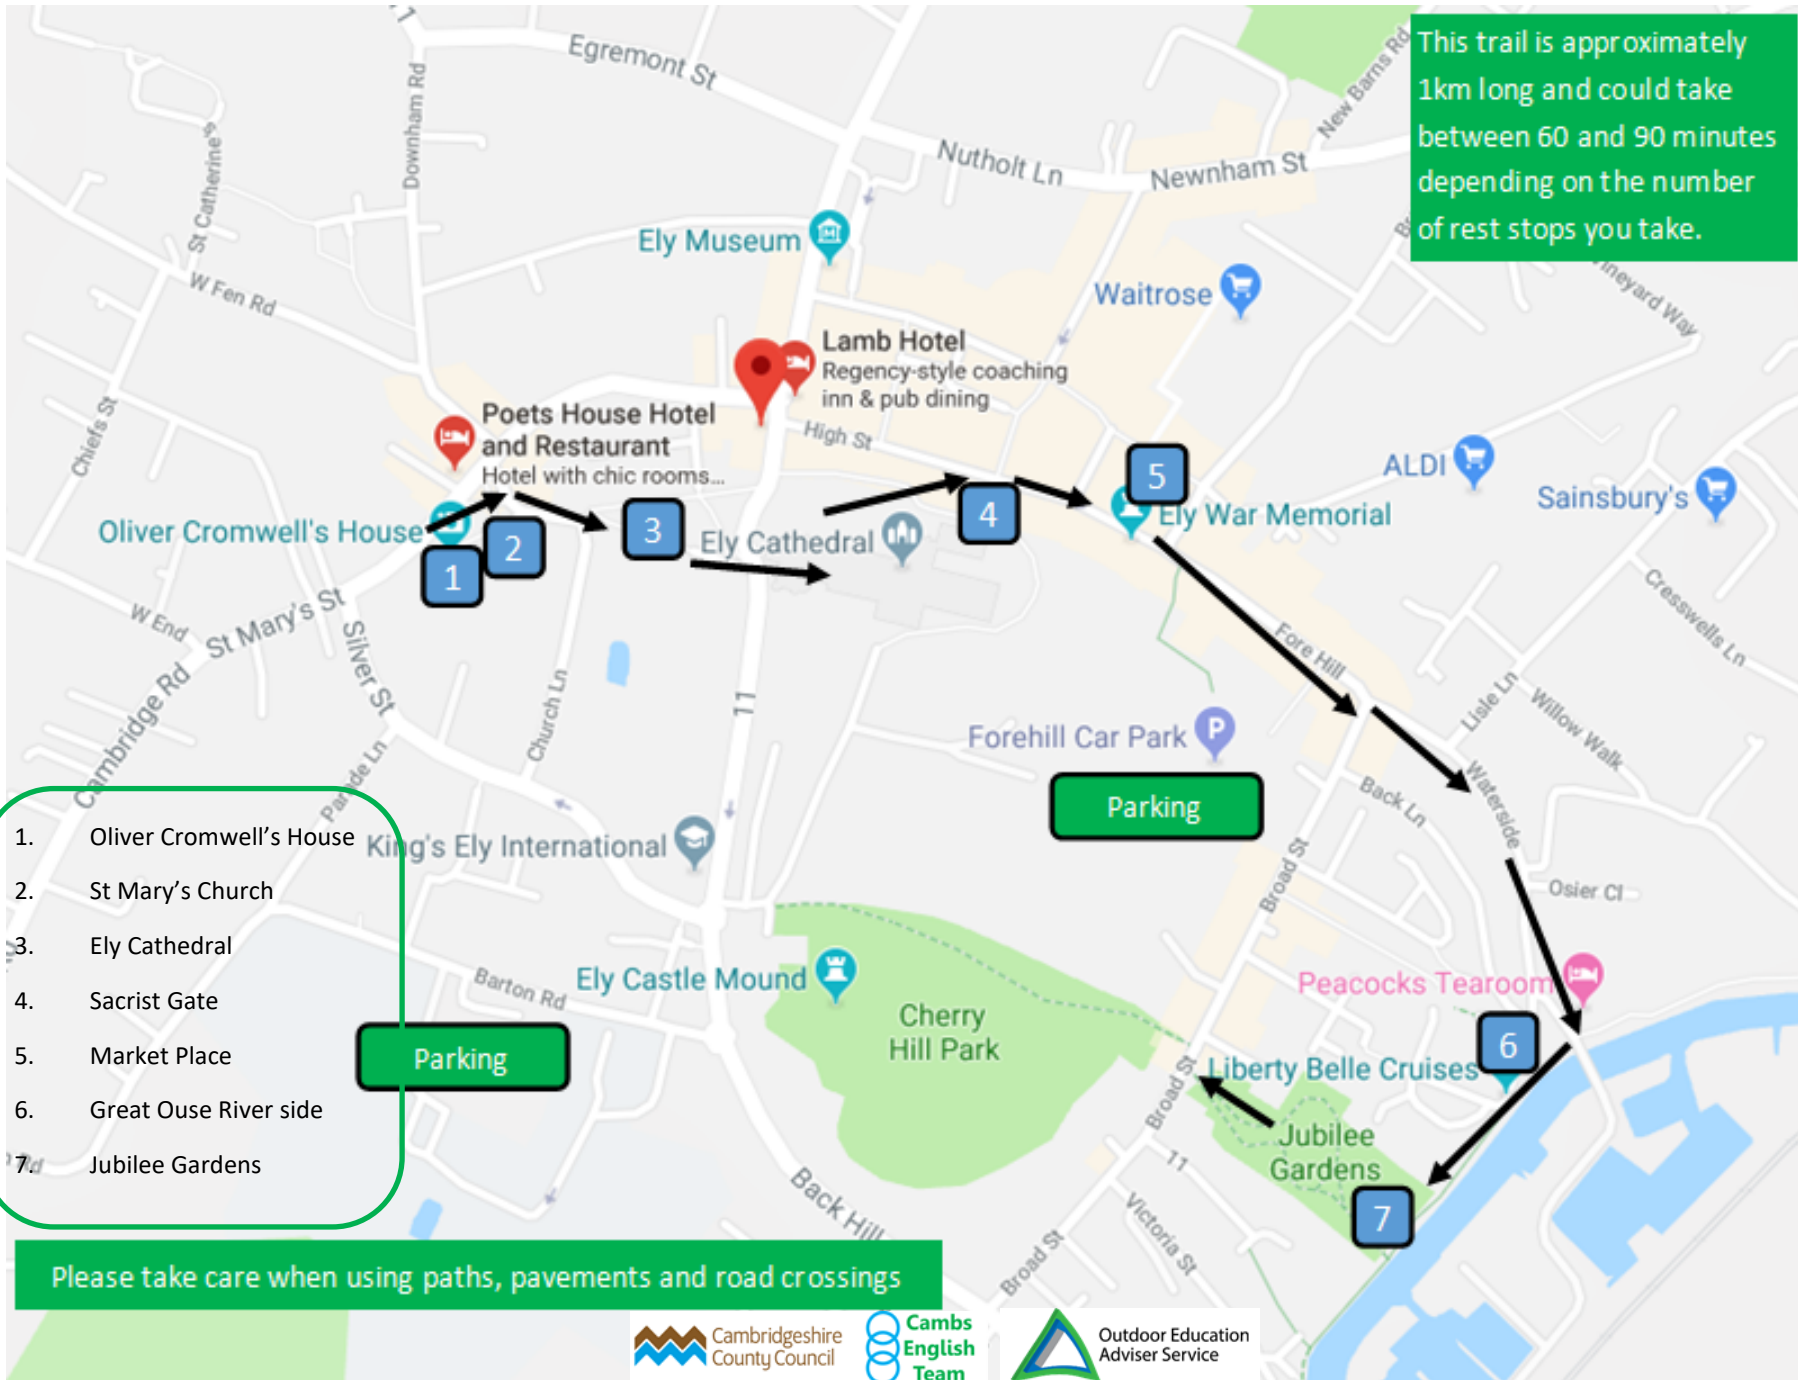 This trail is approximately
1km long and could take
between 60 and 90 minutes
depending on the number
of rest stops you take.
11
Egremont St
Downham Rd
St Catherine's
New Barns Rd
Nutholt Ln
Newnham St
Ely Museum
Vineyard Way
W Fen Rd
Waitrose
Lamb Hotel
Regency-style coaching
inn & pub dining
Chiefs St
Poets House Hotel
and Restaurant
Hotel with chic rooms...
High St
ALDI
Sainsbury's
5
4
3
2
1
Oliver Cromwell's House
Ely Cathedral
Ely War Memorial
W End
St Mary's St
Silver St
Cresswells Ln
Fore Hill
Church Ln
11
Lisle Ln
Willow Walk
Cambridge Rd
Parade Ln
Forehill Car Park
P
Parking
Back Ln
Waterside
King's Ely International
Broad St
Osier Cl
1. Oliver Cromwell’s House
2. St Mary’s Church
3. Ely Cathedral
4. Sacrist Gate
5. Market Place
6. Great Ouse River side
7. Jubilee Gardens
Barton Rd
Parking
Ely Castle Mound
Cherry
Hill Park
Peacocks Tearoom
6
Liberty Belle Cruises
Broad St
Jubilee
Gardens
7
11
Victoria St
Back Hill
Broad St
Rd
Please take care when using paths, pavements and road crossings
Cambridgeshire
County Council
Cambs
English
Team
Outdoor Education
Adviser Service